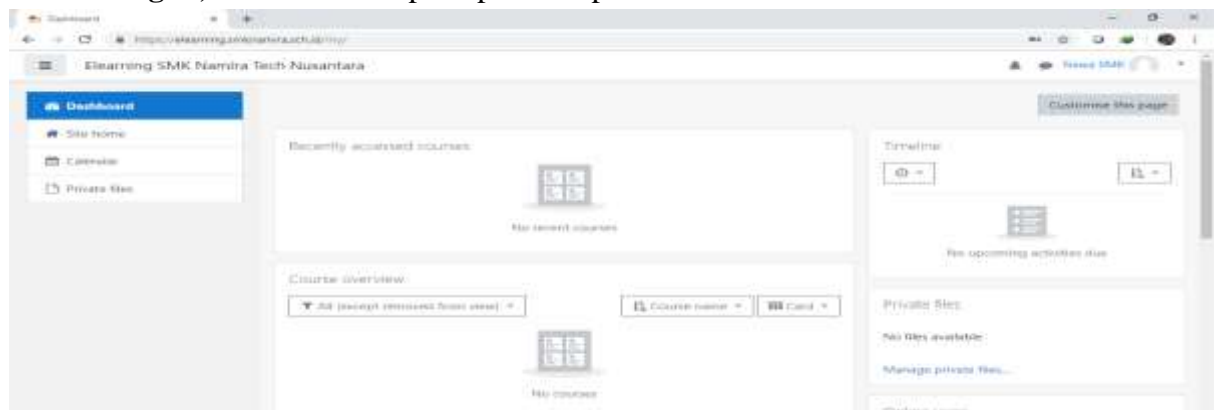 Dashboard
Elearning SMK Namira Tech Nusantara
Dashboard
Site home
Calendar
Private files
Customise this page
Recently accessed courses
No recent courses
Course overview
All (except removed from view)
Course name
Card
No courses
Timeline
No upcoming activities due
Private files
No files available
Manage private files...